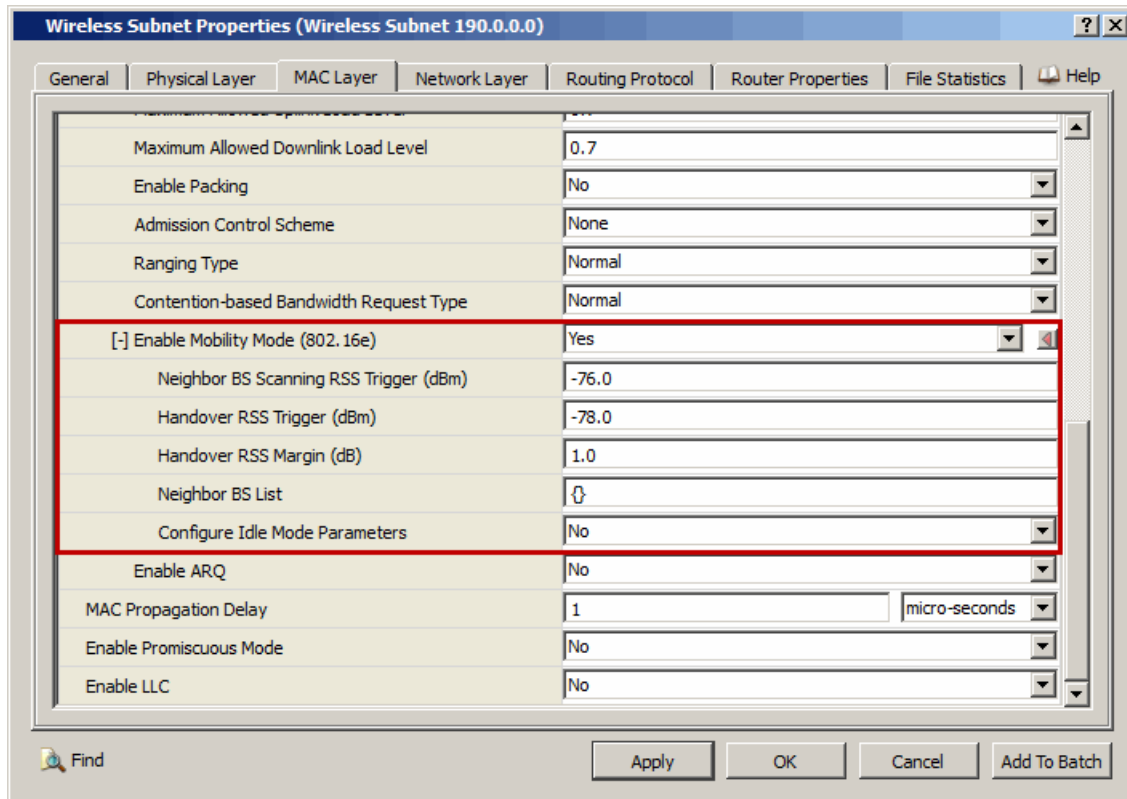 Wireless Subnet Properties (Wireless Subnet 190.0.0.0)
General Physical Layer MAC Layer Network Layer Routing Protocol Router Properties File Statistics Help
Maximum Allowed Downlink Load Level 0.7
Enable Packing No
Admission Control Scheme None
Ranging Type Normal
Contention-based Bandwidth Request Type Normal
[-] Enable Mobility Mode (802.16e) Yes
Neighbor BS Scanning RSS Trigger (dBm) -76.0
Handover RSS Trigger (dBm) -78.0
Handover RSS Margin (dB) 1.0
Neighbor BS List {}
Configure Idle Mode Parameters No
Enable ARQ No
MAC Propagation Delay 1 micro-seconds
Enable Promiscuous Mode No
Enable LLC No
Find Apply OK Cancel Add To Batch